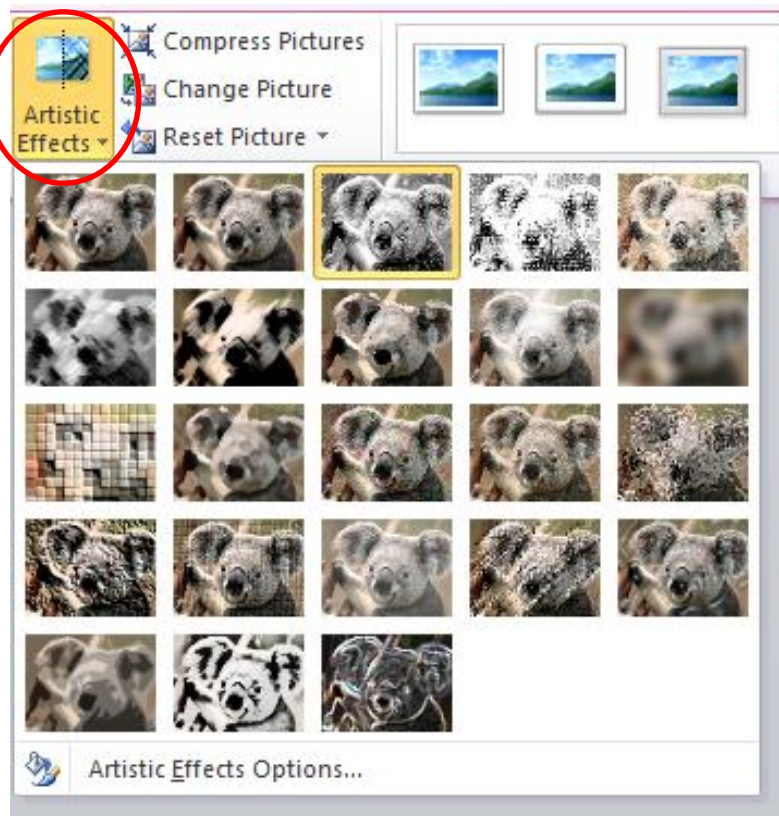 Artistic
Effects
Compress Pictures
Change Picture
Reset Picture
Artistic Effects Options...